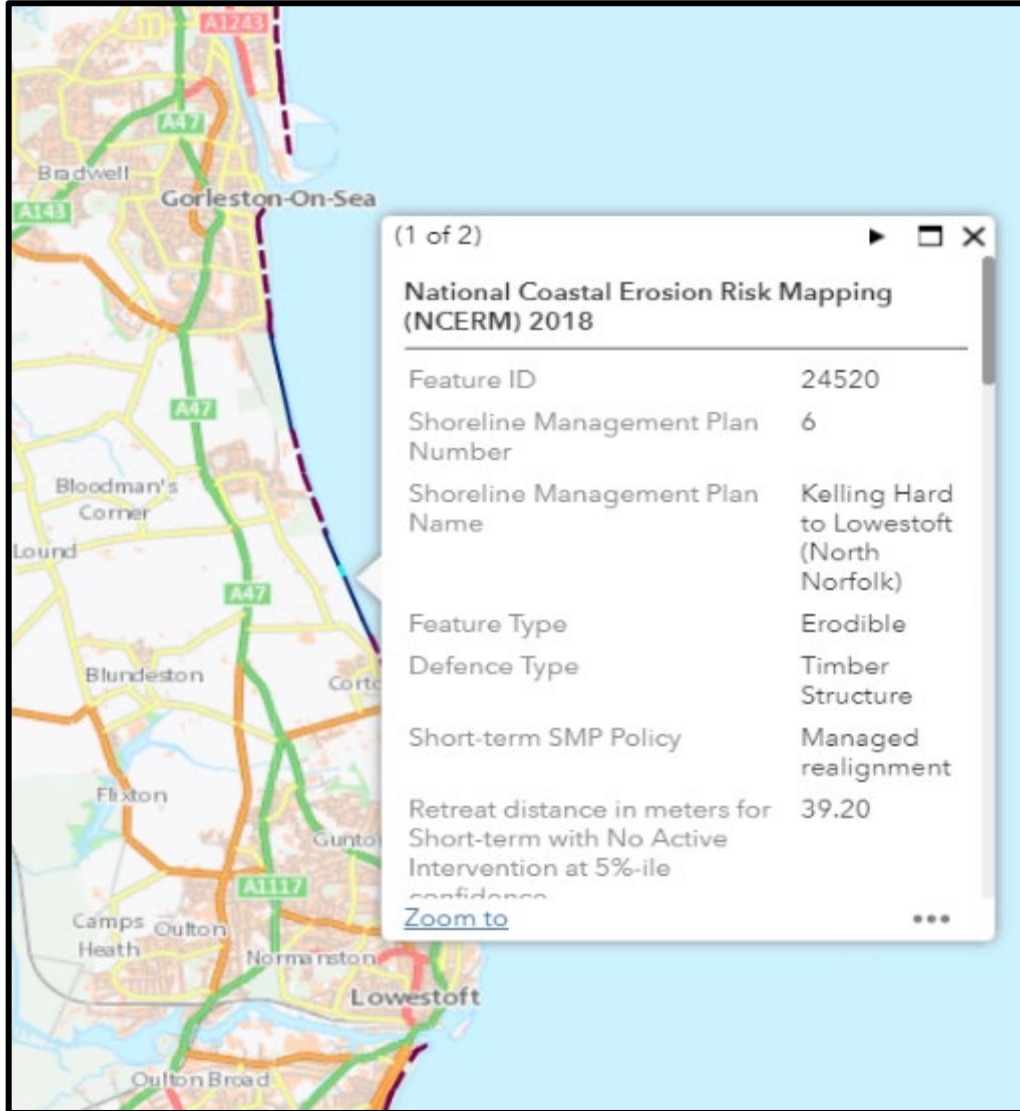 A1243
A47
Bradwell
Gorleston-On-Sea
A143
(1 of 2)
National Coastal Erosion Risk Mapping
(NCERM) 2018
Feature ID 24520
Shoreline Management Plan 6
Number
Shoreline Management Plan Kelling Hard
Name to Lowestoft
(North
Norfolk)
Feature Type Erodible
Defence Type Timber
Structure
Short-term SMP Policy Managed
realignment
Retreat distance in meters for 39.20
Short-term with No Active
Intervention at 5%-ile
confidence
Zoom to
A47
Bloodman's
Corner
Lound
A47
Blundeston
Corto
Flixton
Gunto
A1117
Camps
Heath
Oulton
Normanston
Lowestoft
Oulton Broad